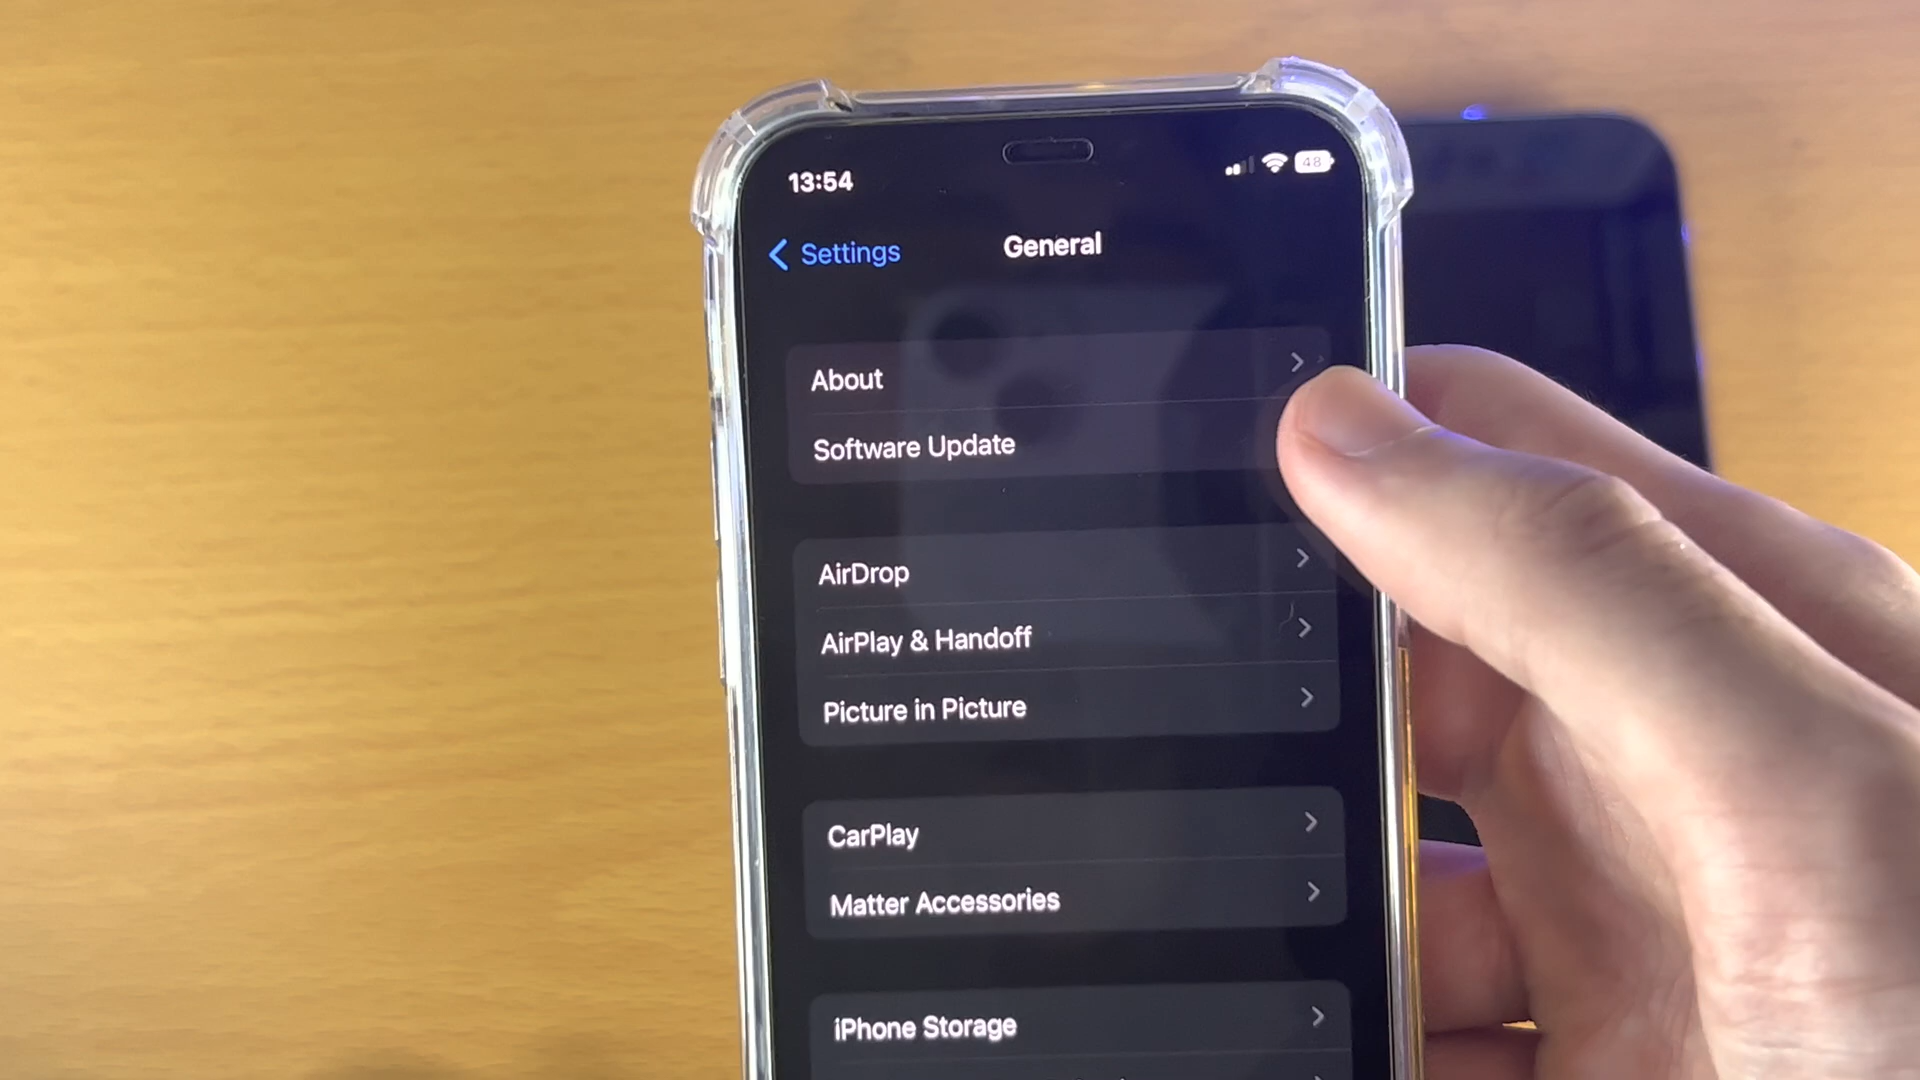 13:54
48
Settings
General
About
Software Update
AirDrop
AirPlay & Handoff
Picture in Picture
CarPlay
Matter Accessories
iPhone Storage